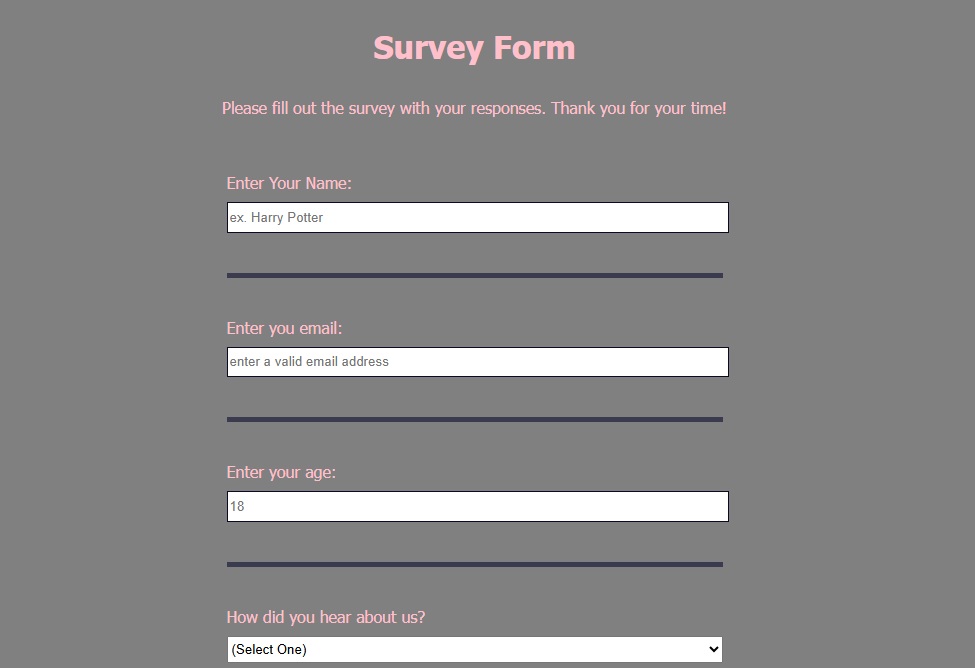 Survey Form
Please fill out the survey with your responses. Thank you for your time!
Enter Your Name:
ex. Harry Potter
Enter you email:
enter a valid email address
Enter your age:
18
How did you hear about us?
(Select One)